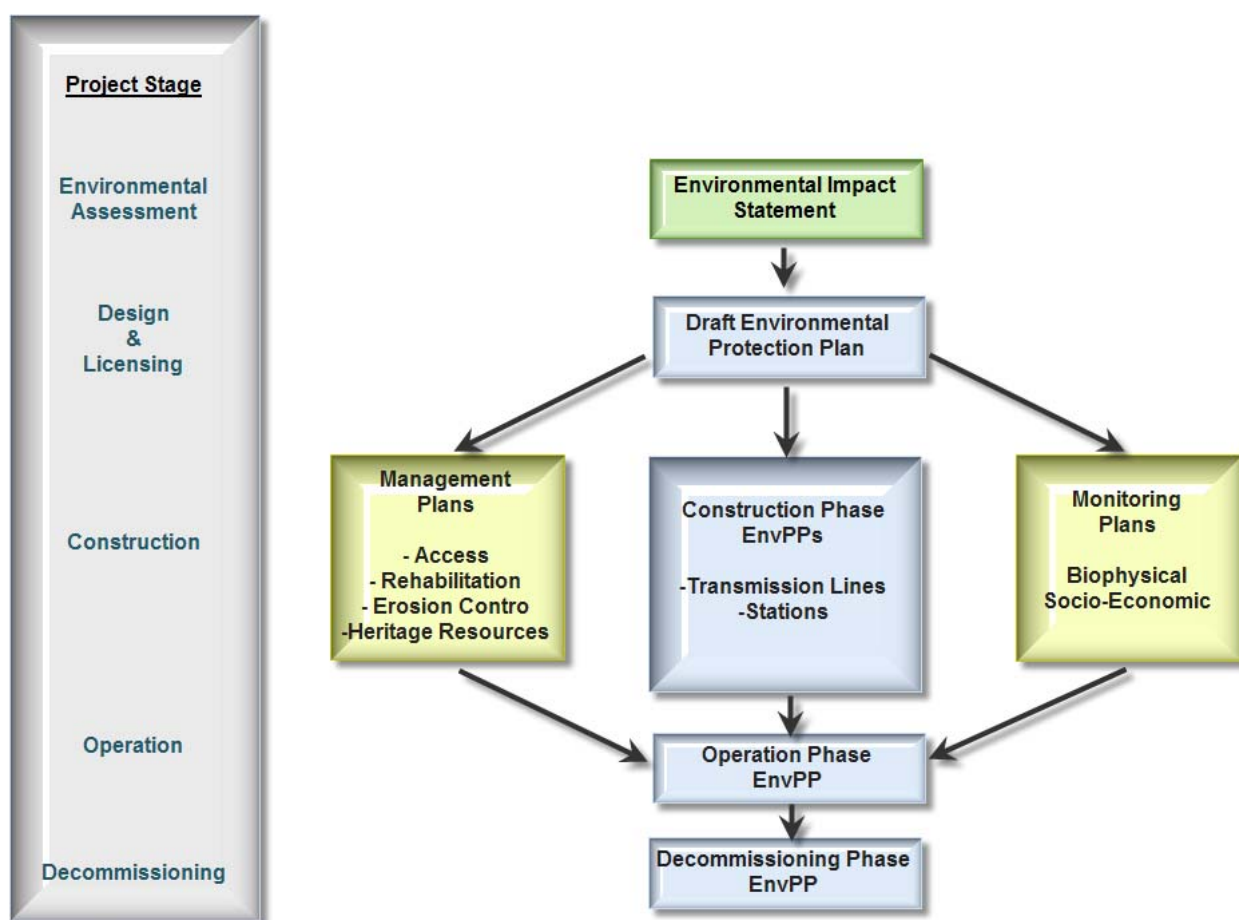 Project Stage
Environmental
Assessment
Design
&
Licensing
Construction
Operation
Decommissioning
Environmental Impact
Statement
Draft Environmental
Protection Plan
Management
Plans
- Access
- Rehabilitation
- Erosion Contro
-Heritage Resources
Construction Phase
EnvPPs
-Transmission Lines
-Stations
Monitoring
Plans
Biophysical
Socio-Economic
Operation Phase
EnvPP
Decommissioning Phase
EnvPP